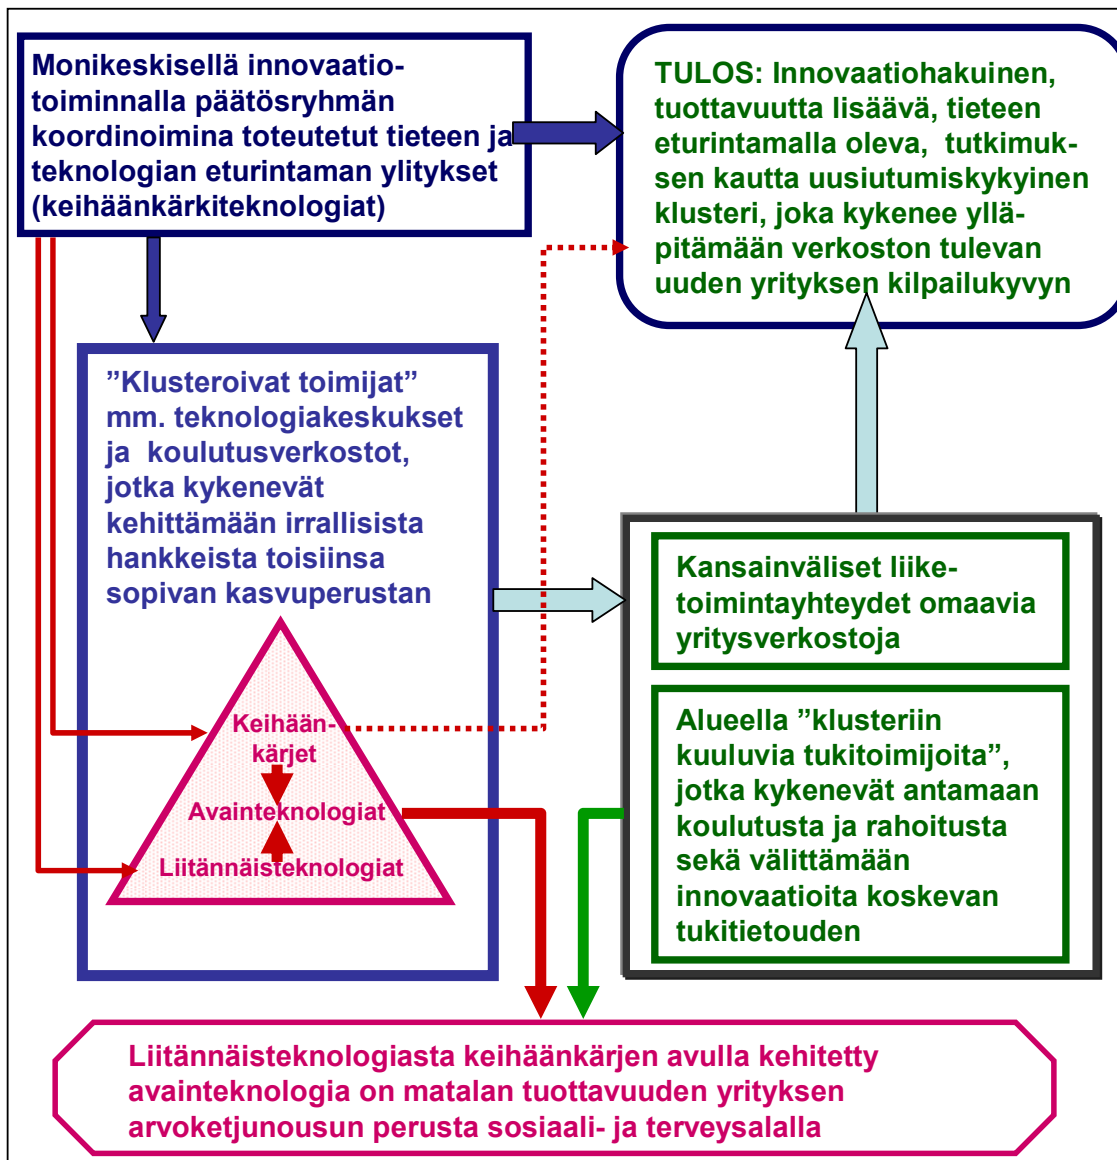 Monikeskisellä innovaatio-
toiminnalla päätösryhmän
koordinoimina toteutetut tieteen ja
teknologian eturintaman ylitykset
(keihäänkärkiteknologiat)
TULOS: Innovaatiohakuinen,
tuottavuutta lisäävä, tieteen
eturintamalla oleva, tutkimuk-
sen kautta uusiutumiskykyinen
klusteri, joka kykenee yllä-
pitämään verkoston tulevan
uuden yrityksen kilpailukyvyn
”Klusteroivat toimijat”
mm. teknologiakeskukset
ja koulutusverkostot,
jotka kykenevät
kehittämään irrallisista
hankkeista toisiinsa
sopivan kasvuperustan
Keihään-
kärjet
Avainteknologiat
Liitännäisteknologiat
Kansainväliset liike-
toimintayhteydet omaavia
yritysverkostoja
Alueella ”klusteriin
kuuluvia tukitoimijoita”,
jotka kykenevät antamaan
koulutusta ja rahoitusta
sekä välittämään
innovaatioita koskevan
tukitietouden
Liitännäisteknologiasta keihäänkärjen avulla kehitetty
avainteknologia on matalan tuottavuuden yrityksen
arvoketjunousun perusta sosiaali- ja terveysalalla